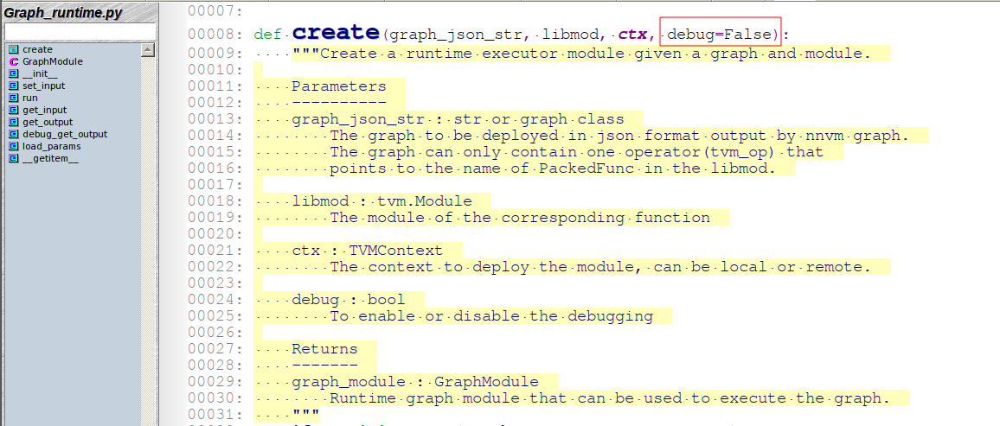 Graph_runtime.py
create
GraphModule
__init__
set_input
run
get_input
get_output
debug_get_output
load_params
__getitem__
00007:
00008: def create(graph_json_str, libmod, ctx, debug=False):
00009: """Create a runtime executor module given a graph and module.
00010:
00011: Parameters
00012: ----------
00013: graph_json_str : str or graph class
00014: The graph to be deployed in json format output by nnvm graph.
00015: The graph can only contain one operator(tvm_op) that
00016: points to the name of PackedFunc in the libmod.
00017:
00018: libmod : tvm.Module
00019: The module of the corresponding function
00020:
00021: ctx : TVMContext
00022: The context to deploy the module, can be local or remote.
00023:
00024: debug : bool
00025: To enable or disable the debugging
00026:
00027: Returns
00028: -------
00029: graph_module : GraphModule
00030: Runtime graph module that can be used to execute the graph.
00031: """